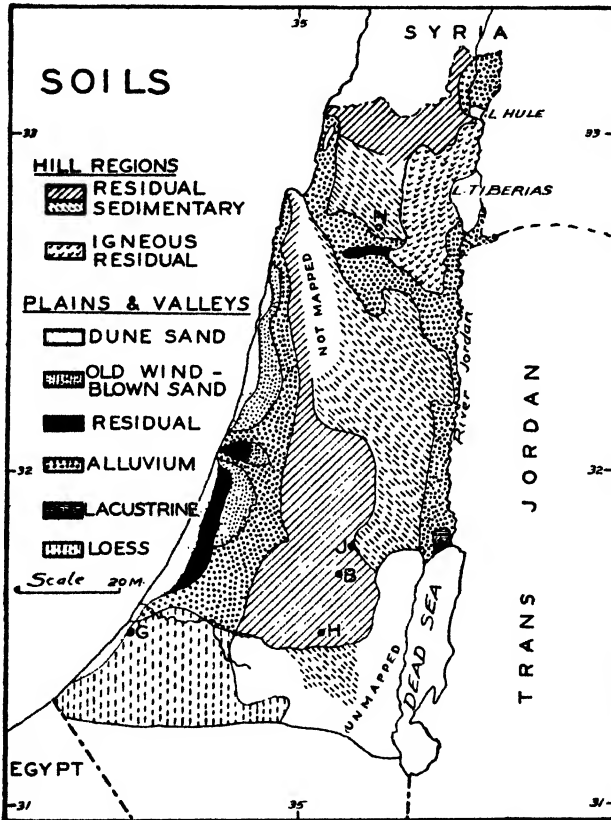 35
SYRIA
SOILS
33
33
L. HULE
HILL REGIONS
RESIDUAL
SEDIMENTARY
L. TIBERIAS
Z
IGNEOUS
RESIDUAL
PLAINS & VALLEYS
NOT MAPPED
DUNE SAND
River Jordan
OLD WIND-
BLOWN SAND
TRANS JORDAN
RESIDUAL
32
32
ALLUVIUM
LACUSTRINE
J
LOESS
B
Scale 20 M.
G
H
DEAD SEA
UNMAPPED
EGYPT
31
35
31